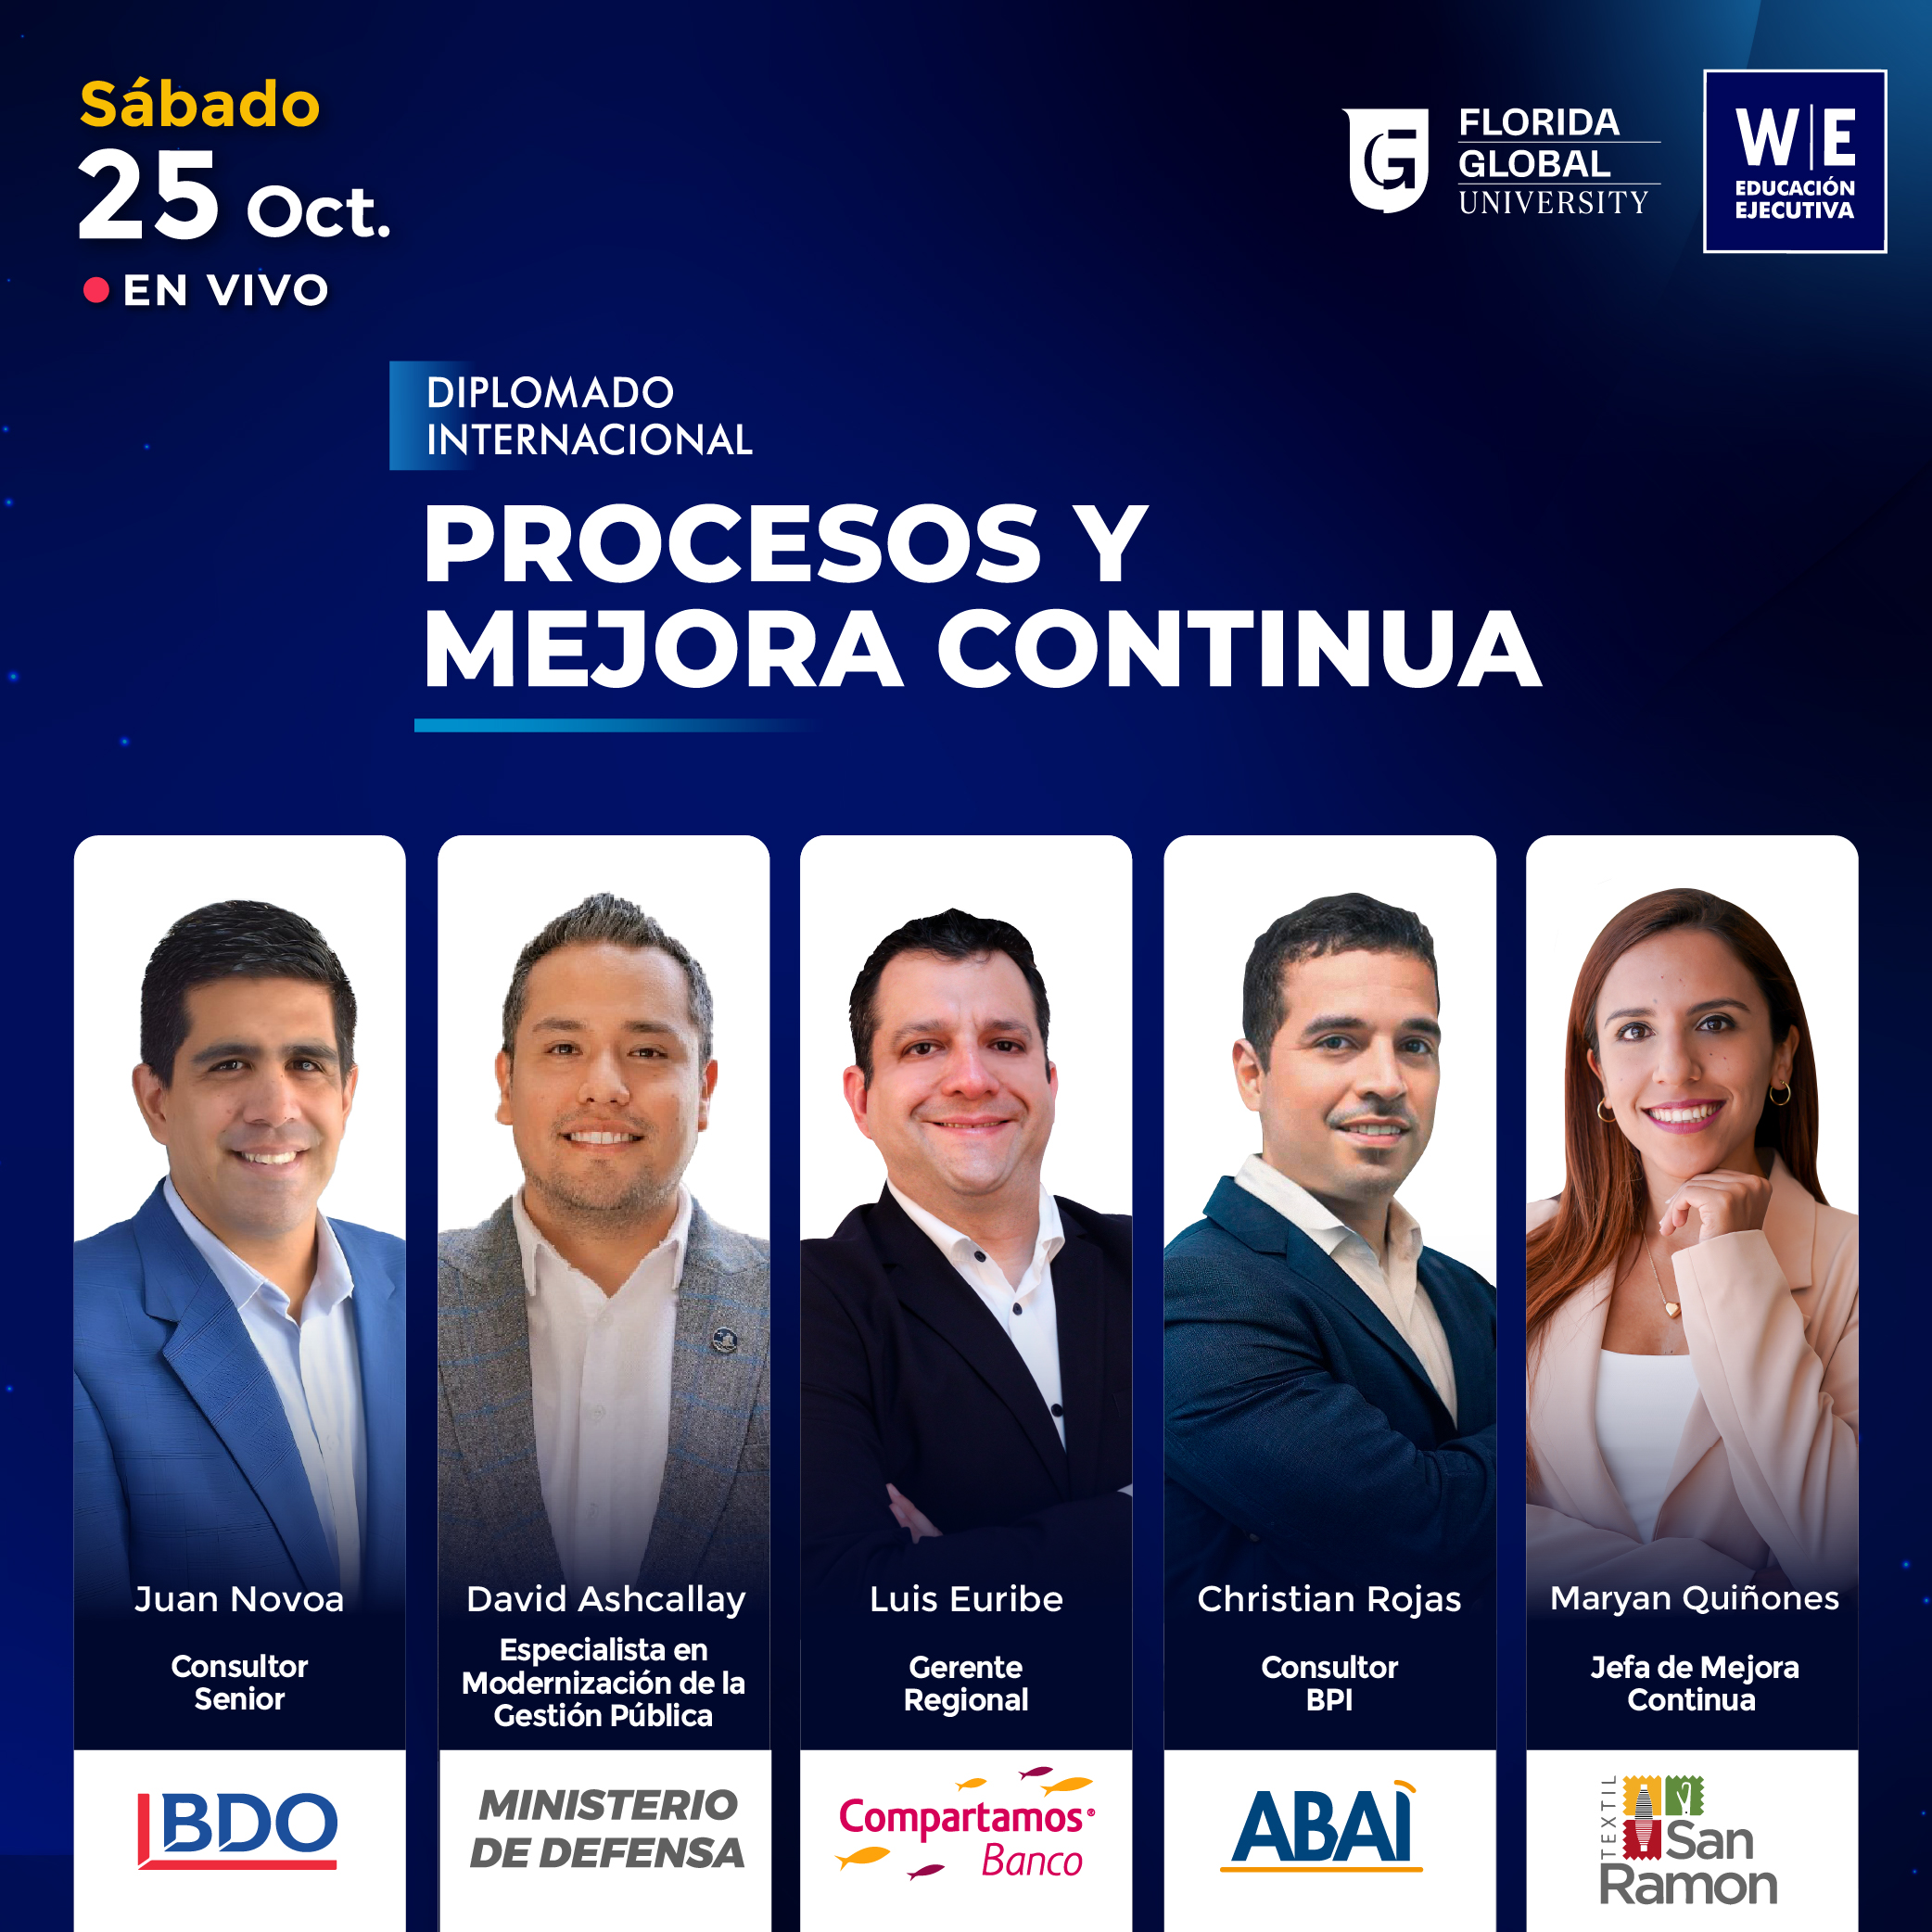 Sábado
25 Oct.
EN VIVO
FLORIDA
GLOBAL
UNIVERSITY
W|E
EDUCACIÓN
EJECUTIVA
DIPLOMADO
INTERNACIONAL
PROCESOS Y
MEJORA CONTINUA
Juan Novoa
Consultor
Senior
BDO
David Ashcallay
Especialista en
Modernización de la
Gestión Pública
MINISTERIO
DE DEFENSA
Luis Euribe
Gerente
Regional
Compartamos®
Banco
Christian Rojas
Consultor
BPI
ABAÌ
Maryan Quiñones
Jefa de Mejora
Continua
TEXTIL
San
Ramon